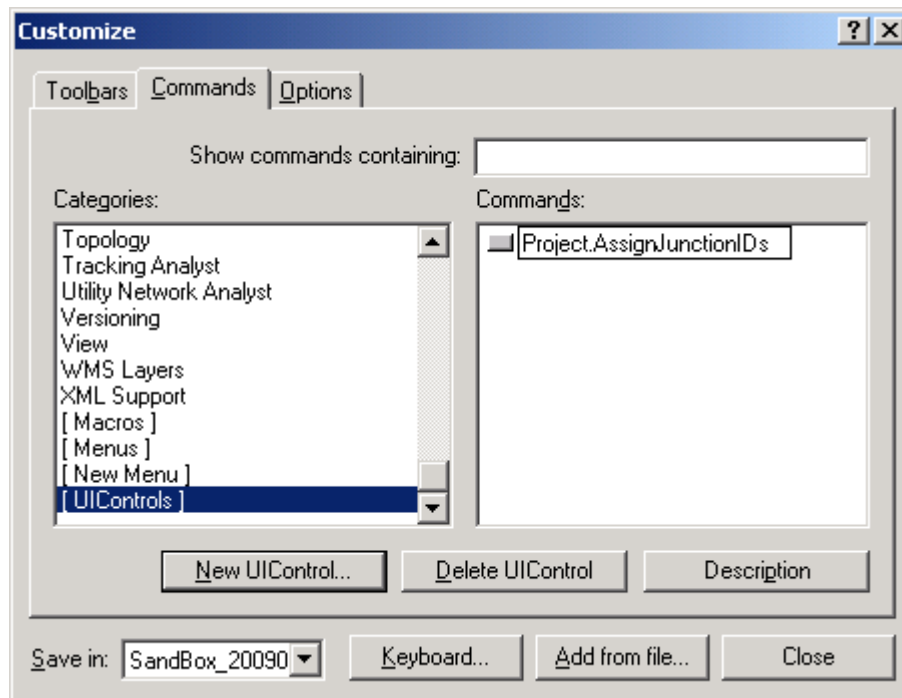 Customize
Toolbars Commands Options
Show commands containing:
Categories:
Commands:
Topology
Tracking Analyst
Utility Network Analyst
Versioning
View
WMS Layers
XML Support
[ Macros ]
[ Menus ]
[ New Menu ]
[ UIControls ]
Project.AssignJunctionIDs
New UIControl... Delete UIControl Description
Save in: SandBox_20090 Keyboard... Add from file... Close